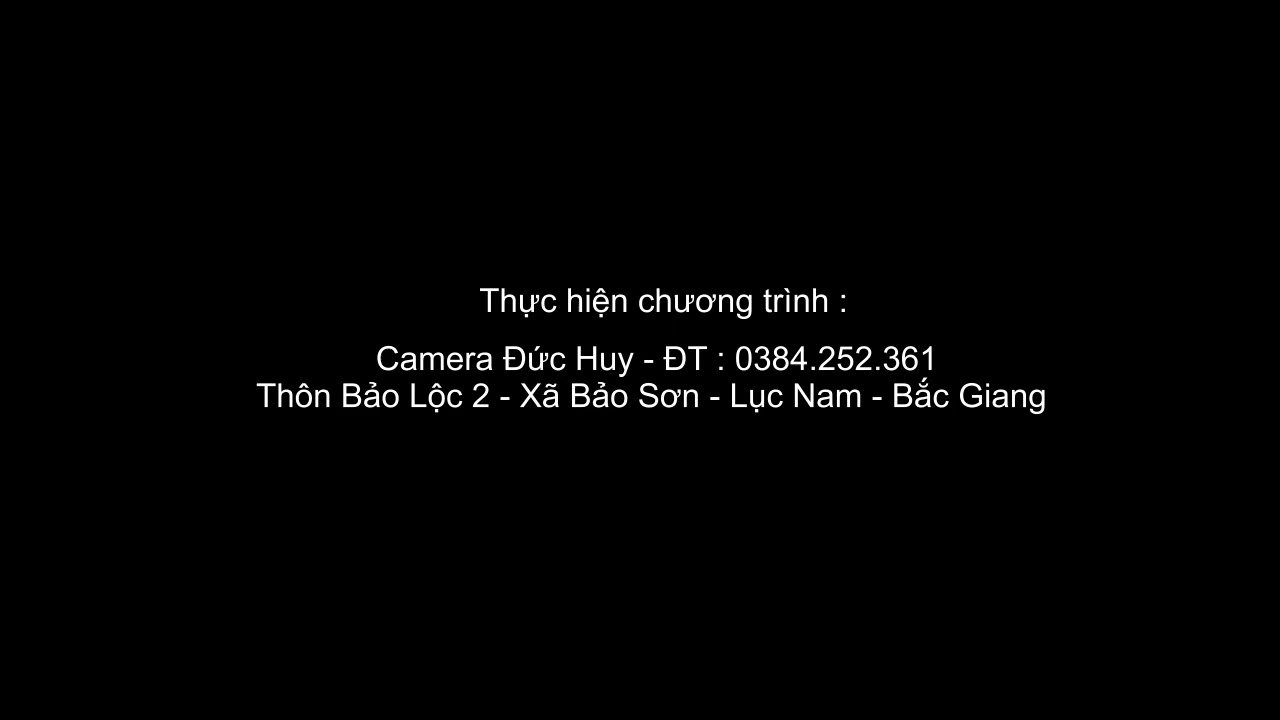 Thực hiện chương trình :
Camera Đức Huy - ĐT : 0384.252.361
Thôn Bảo Lộc 2 - Xã Bảo Sơn - Lục Nam - Bắc Giang